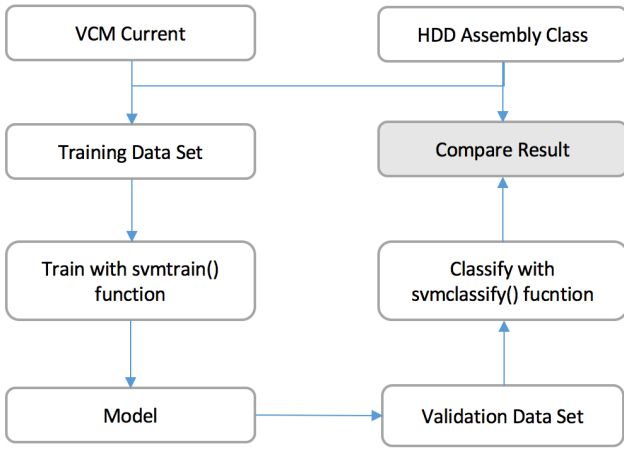 VCM Current
HDD Assembly Class
Training Data Set
Compare Result
Train with svmtrain()
function
Classify with
svmclassify() fucntion
Model
Validation Data Set